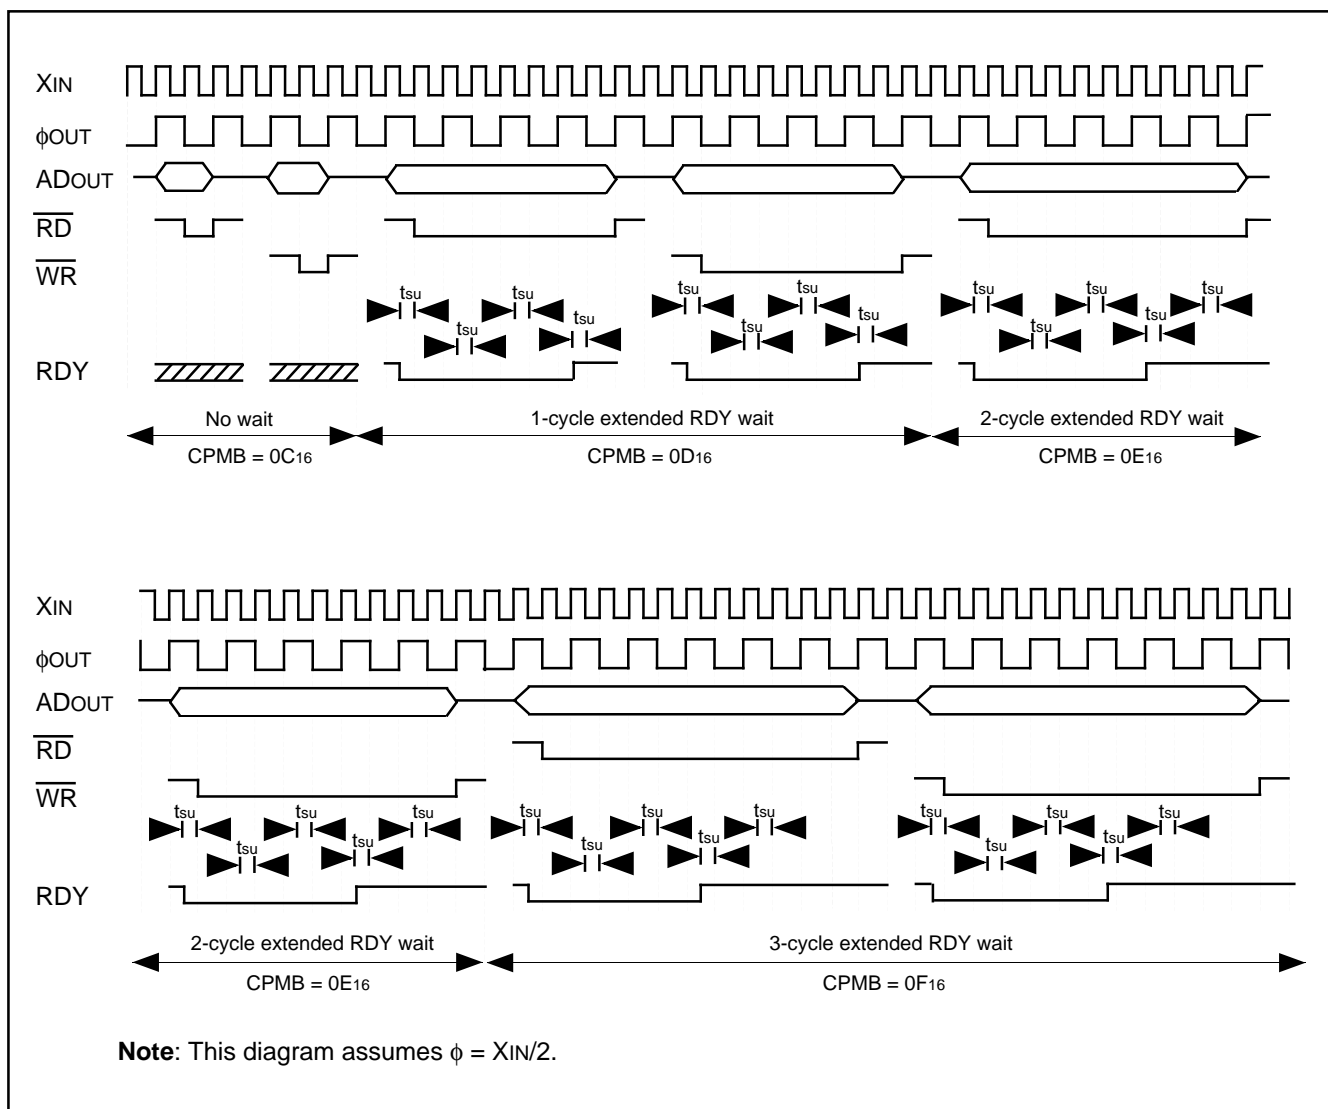 XIN
ϕOUT
ADOUT
RD
WR
tsu tsu tsu tsu tsu tsu tsu
tsu tsu tsu tsu tsu tsu
RDY
No wait 1-cycle extended RDY wait 2-cycle extended RDY wait
CPMB = 0C16 CPMB = 0D16 CPMB = 0E16
XIN
ϕOUT
ADOUT
RD
WR
tsu tsu tsu tsu tsu tsu tsu tsu tsu
tsu tsu tsu tsu tsu tsu
RDY
2-cycle extended RDY wait 3-cycle extended RDY wait
CPMB = 0E16 CPMB = 0F16
Note: This diagram assumes ϕ = XIN/2.